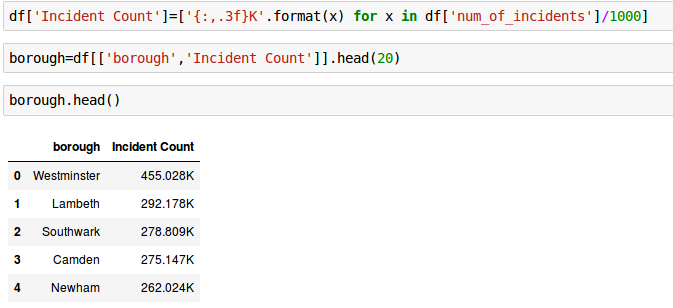 df['Incident Count']=['{:,.3f}K'.format(x) for x in df['num_of_incidents']/1000]
borough=df[['borough','Incident Count']].head(20)
borough.head()
borough Incident Count
0 Westminster 455.028K
1 Lambeth 292.178K
2 Southwark 278.809K
3 Camden 275.147K
4 Newham 262.024K